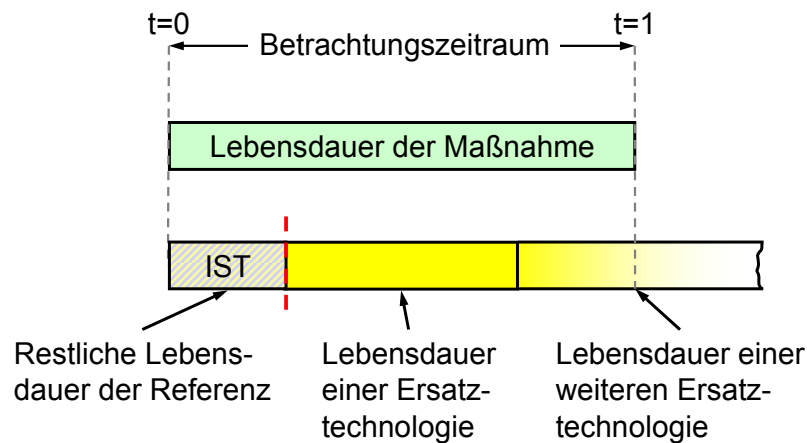 t=0 t=1
Betrachtungszeitraum
Lebensdauer der Maßnahme
IST
Restliche Lebens-
dauer der Referenz
Lebensdauer
einer Ersatz-
technologie
Lebensdauer einer
weiteren Ersatz-
technologie